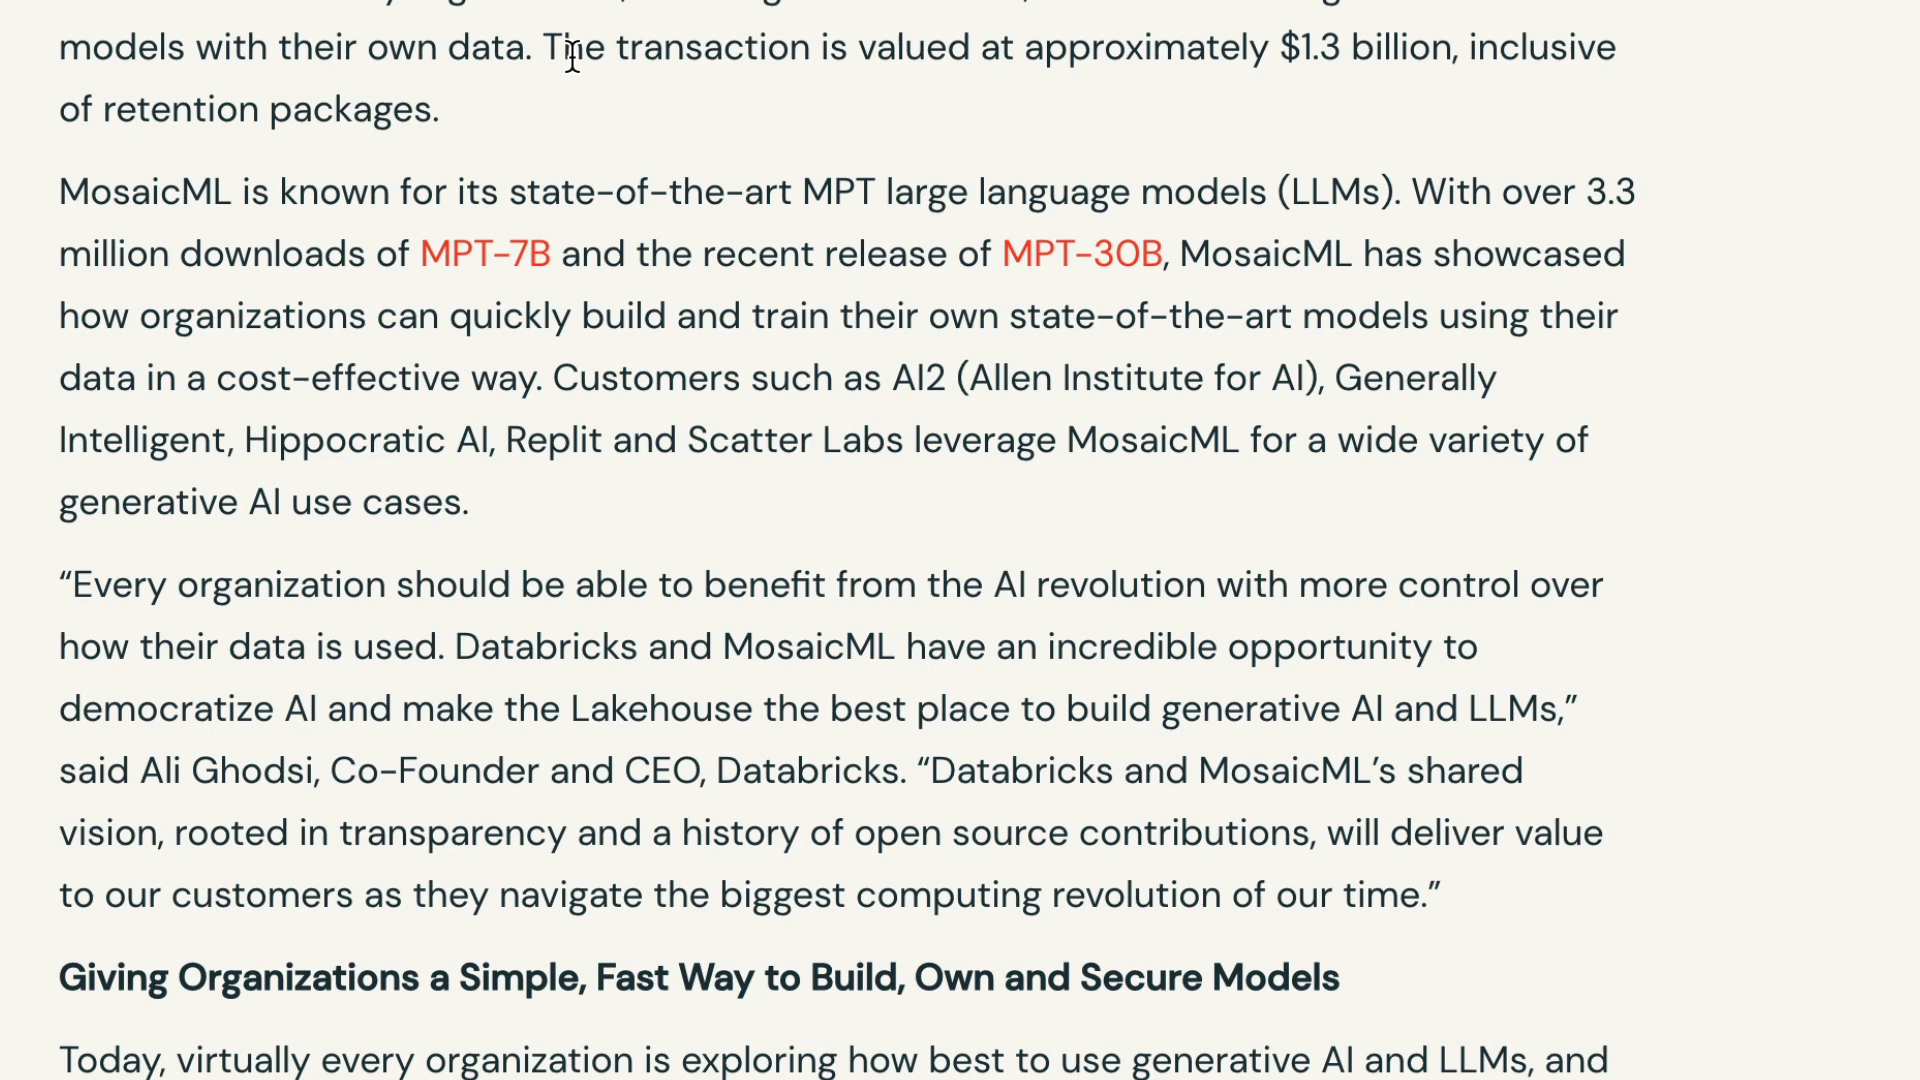 models with their own data. The transaction is valued at approximately $1.3 billion, inclusive
of retention packages.
MosaicML is known for its state-of-the-art MPT large language models (LLMs). With over 3.3
million downloads of MPT-7B and the recent release of MPT-30B, MosaicML has showcased
how organizations can quickly build and train their own state-of-the-art models using their
data in a cost-effective way. Customers such as AI2 (Allen Institute for AI), Generally
Intelligent, Hippocratic AI, Replit and Scatter Labs leverage MosaicML for a wide variety of
generative AI use cases.
“Every organization should be able to benefit from the AI revolution with more control over
how their data is used. Databricks and MosaicML have an incredible opportunity to
democratize AI and make the Lakehouse the best place to build generative AI and LLMs,”
said Ali Ghodsi, Co-Founder and CEO, Databricks. “Databricks and MosaicML’s shared
vision, rooted in transparency and a history of open source contributions, will deliver value
to our customers as they navigate the biggest computing revolution of our time.”
Giving Organizations a Simple, Fast Way to Build, Own and Secure Models
Today, virtually every organization is exploring how best to use generative AI and LLMs, and